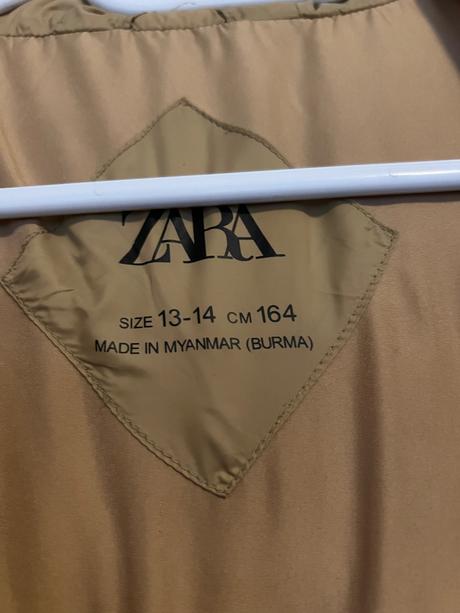 ZARA
SIZE 13-14 CM 164
MADE IN MYANMAR (BURMA)